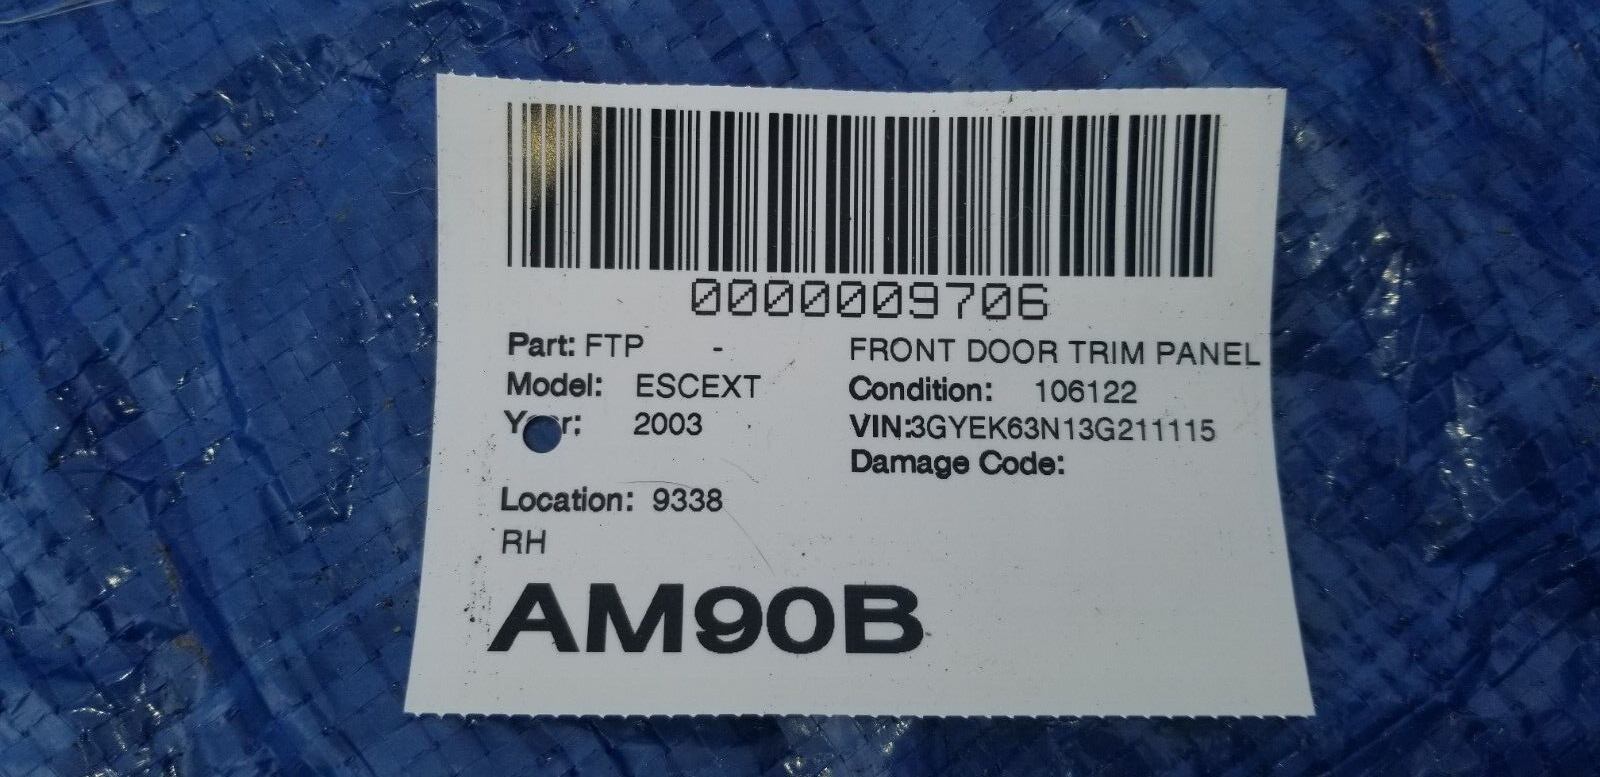 0000009706
Part: FTP - FRONT DOOR TRIM PANEL
Model: ESCEXT Condition: 106122
Year: 2003 VIN:3GYEK63N13G211115
Damage Code:
Location: 9338
RH
AM90B